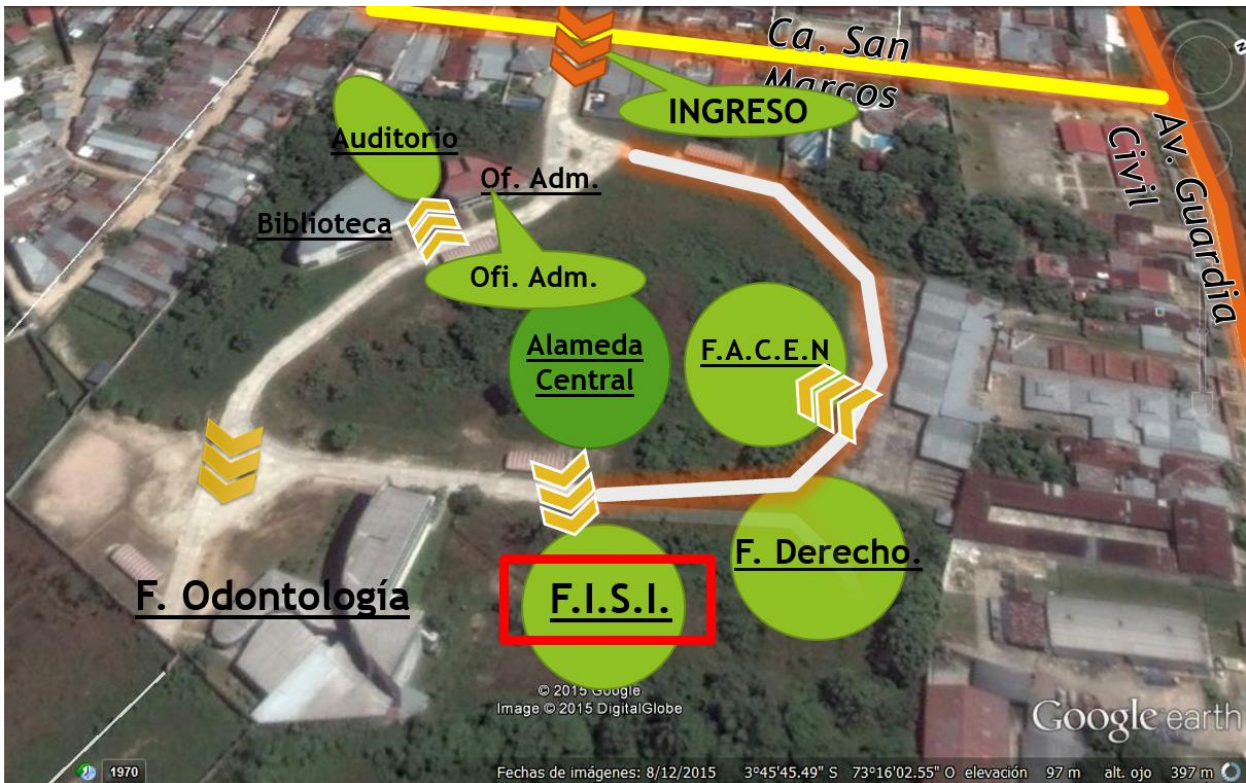 Ca. San
Marcos
INGRESO
Av. Guardia
Civil
Auditorio
Of. Adm.
Biblioteca
Ofi. Adm.
Alameda
Central
F.A.C.E.N
F. Derecho.
F. Odontología
F.I.S.I.
© 2015 Google
Image © 2015 DigitalGlobe
Google earth
1970
Fechas de imágenes: 8/12/2015 3°45'45.49" S 73°16'02.55" O elevación 97 m alt. ojo 397 m